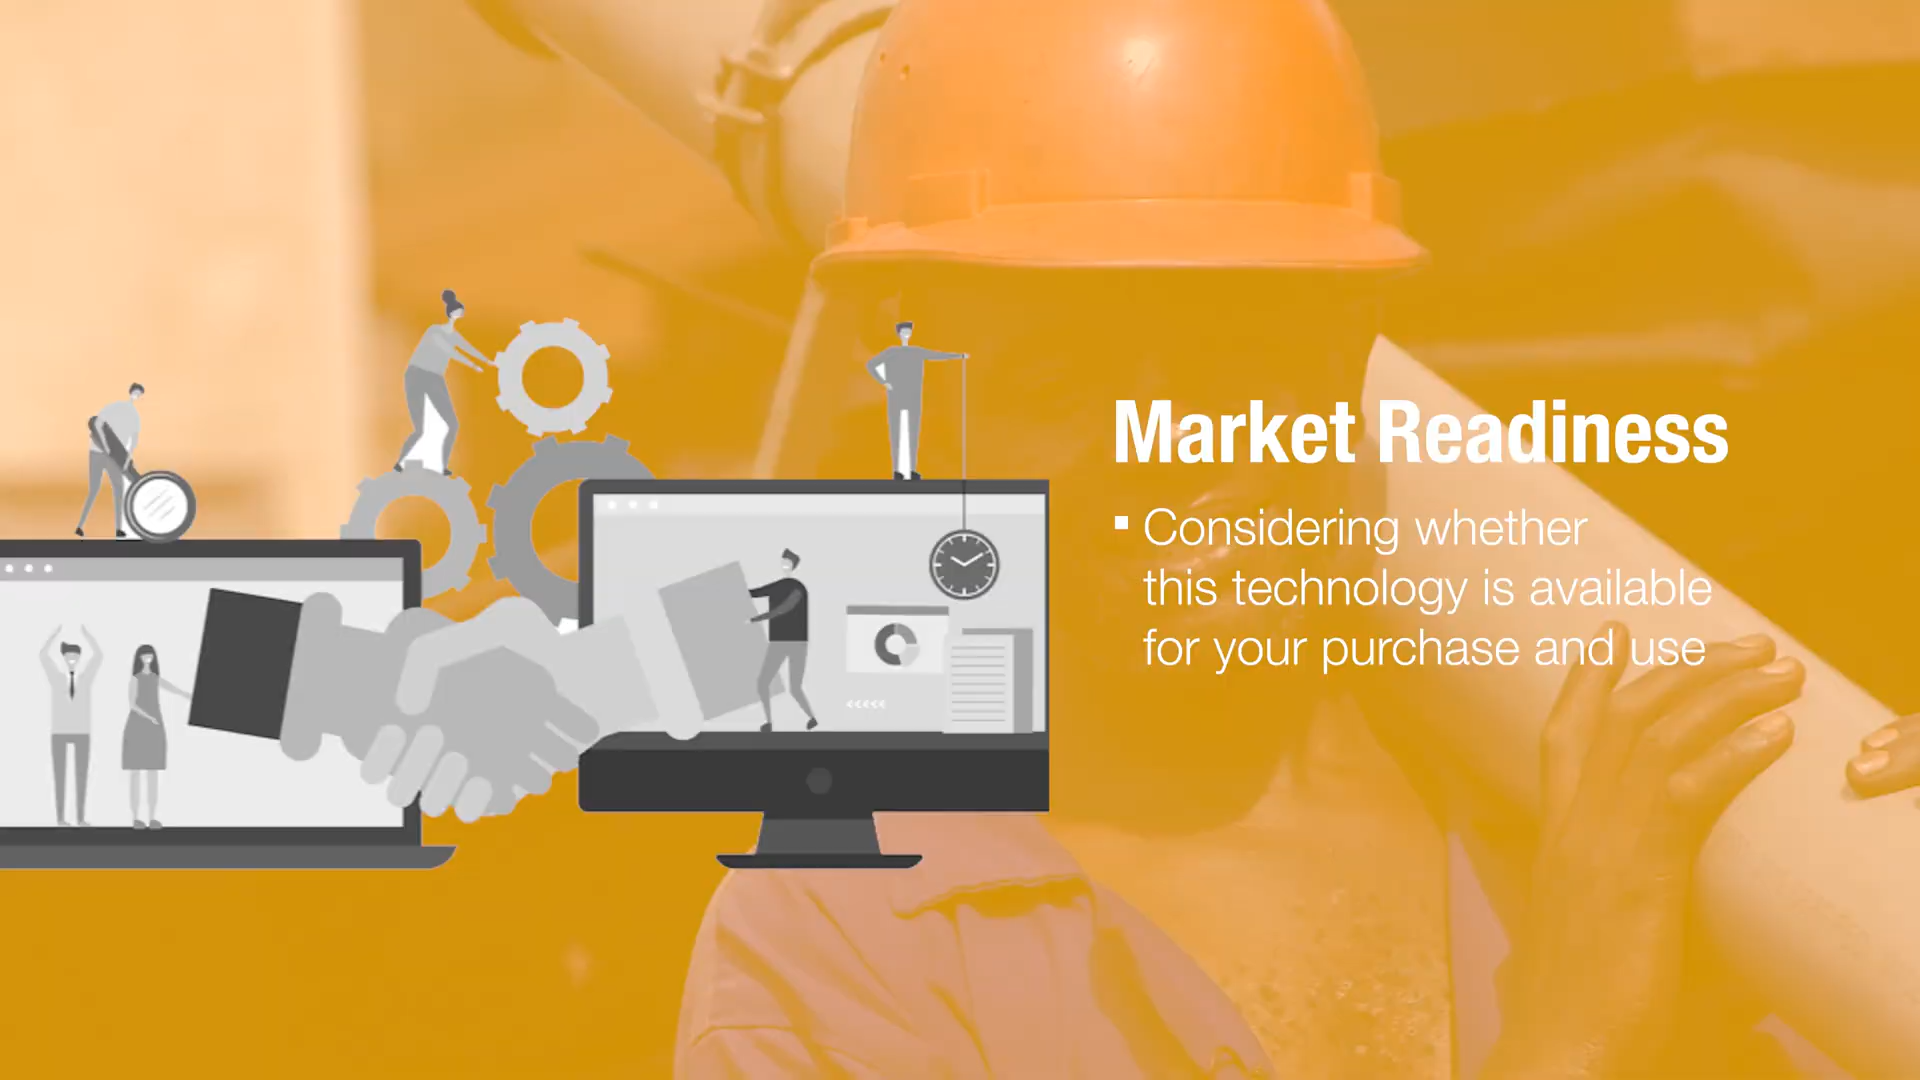 Market Readiness
▪ Considering whether
this technology is available
for your purchase and use